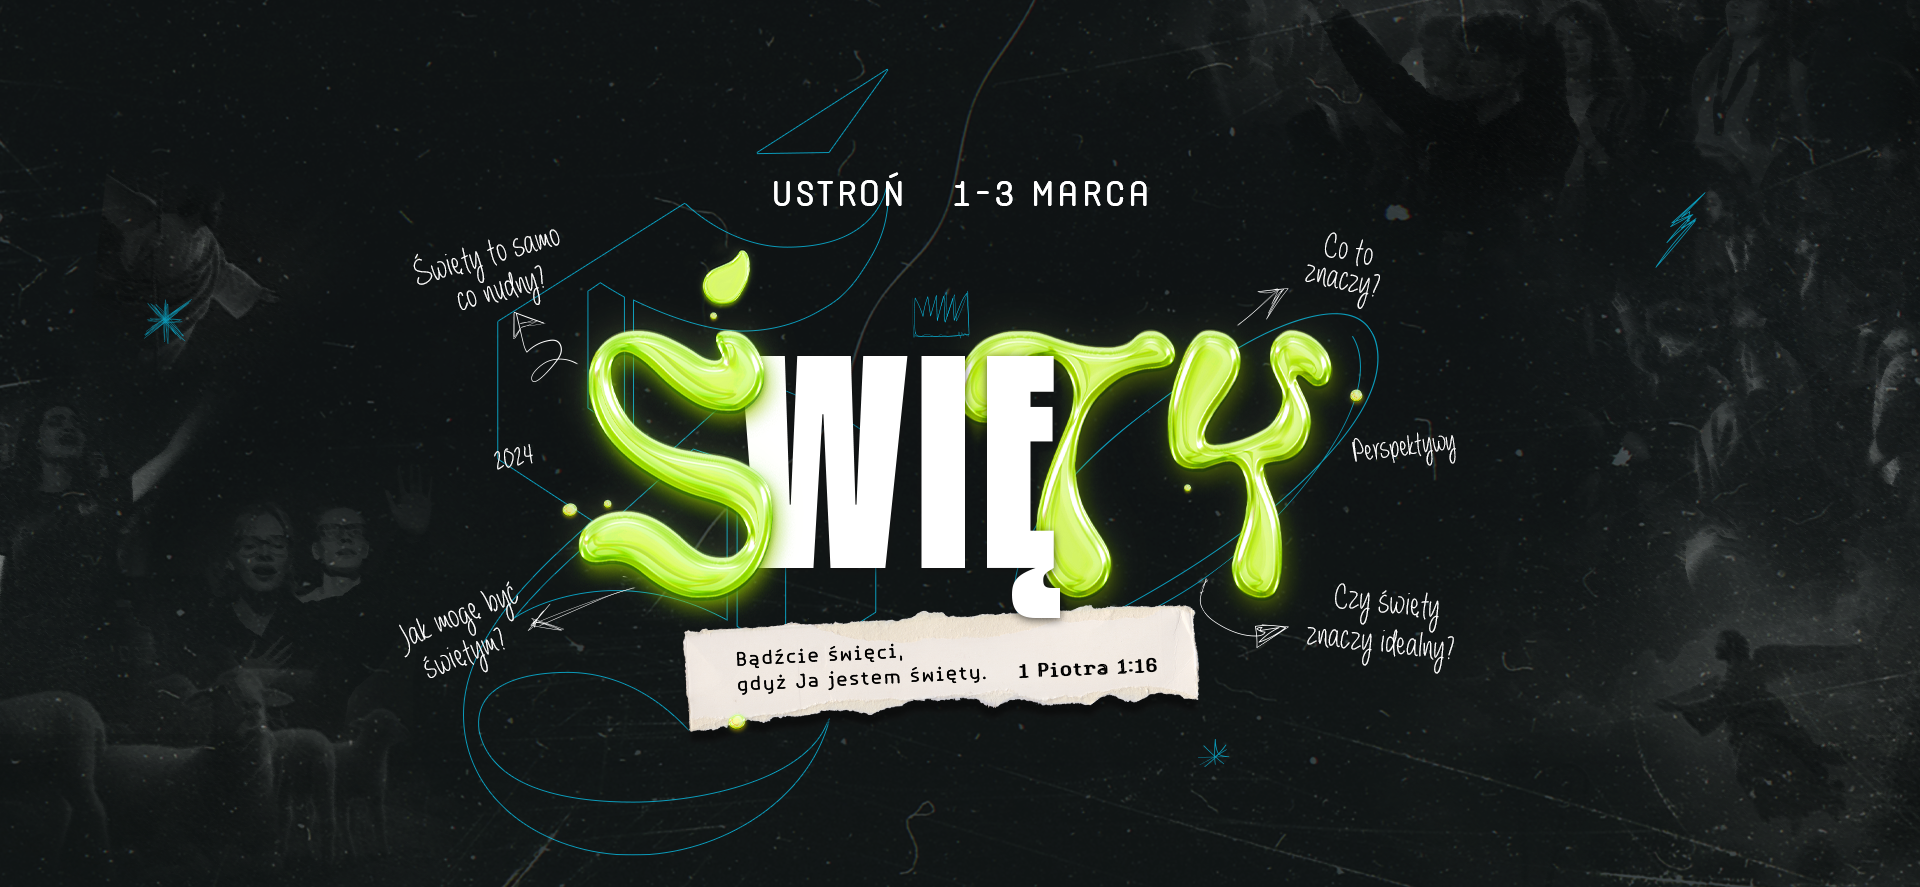 USTROŃ 1-3 MARCA
Święty to samo
co nudny?
Co to
znaczy?
ŚWIĘTY
2024
Perspektywy
Jak mogę być
świętym?
Czy święty
znaczy idealny?
Bądźcie święci,
gdyż Ja jestem święty. 1 Piotra 1:16